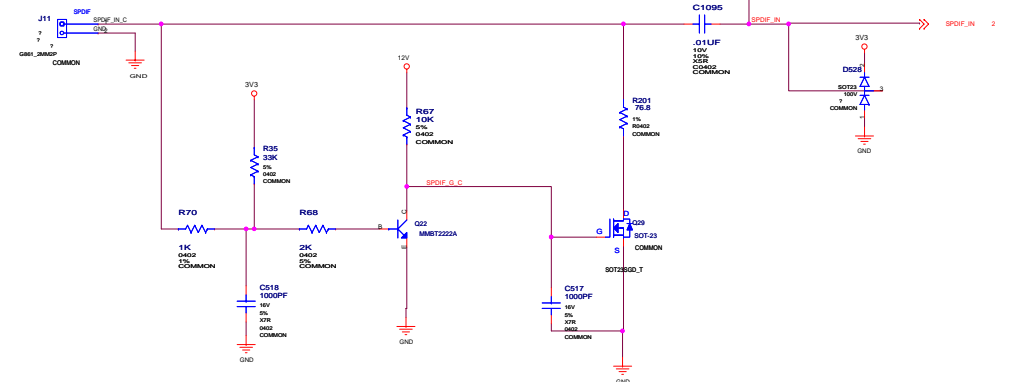 SPDIF
J11
SPDIF_IN_C
GND
?
?
?
G861_2MM2P
COMMON
GND
C1095
.01UF
10V
10%
X5R
C0402
COMMON
SPDIF_IN
SPDIF_IN 2
3V3
D528
SOT23
100V
?
COMMON
2
3
1
GND
12V
R67
10K
5%
0402
COMMON
3V3
R35
33K
5%
0402
COMMON
R201
76.8
1%
R0402
COMMON
SPDIF_G_C
R70
1K
0402
1%
COMMON
R68
2K
0402
5%
COMMON
B
C
E
Q22
MMBT2222A
GND
D
G
S
Q29
SOT-23
COMMON
SOT23SGD_T
C518
1000PF
16V
5%
X7R
0402
COMMON
GND
C517
1000PF
16V
5%
X7R
0402
COMMON
GND